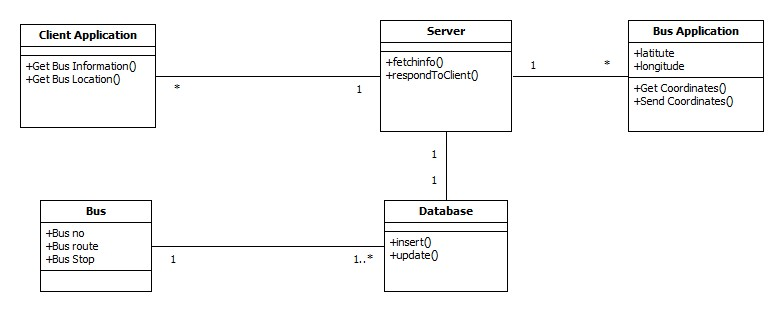 Client Application
+Get Bus Information()
+Get Bus Location()
*
1
Server
+fetchinfo()
+respondToClient()
1
*
Bus Application
+latitute
+longitude
+Get Coordinates()
+Send Coordinates()
1
1
Bus
+Bus no
+Bus route
+Bus Stop
1
1..*
Database
+insert()
+update()